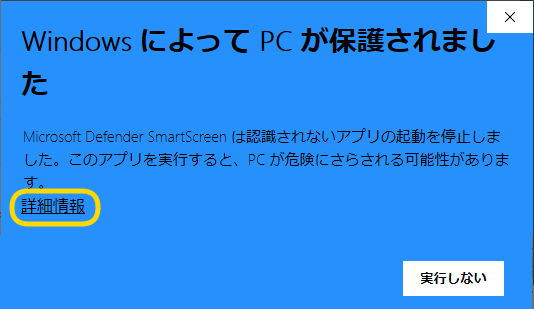 Windows によって PC が保護されまし
た
Microsoft Defender SmartScreen は認識されないアプリの起動を停止しま
した。このアプリを実行すると、PC が危険にさらされる可能性がありま
す。
詳細情報
実行しない